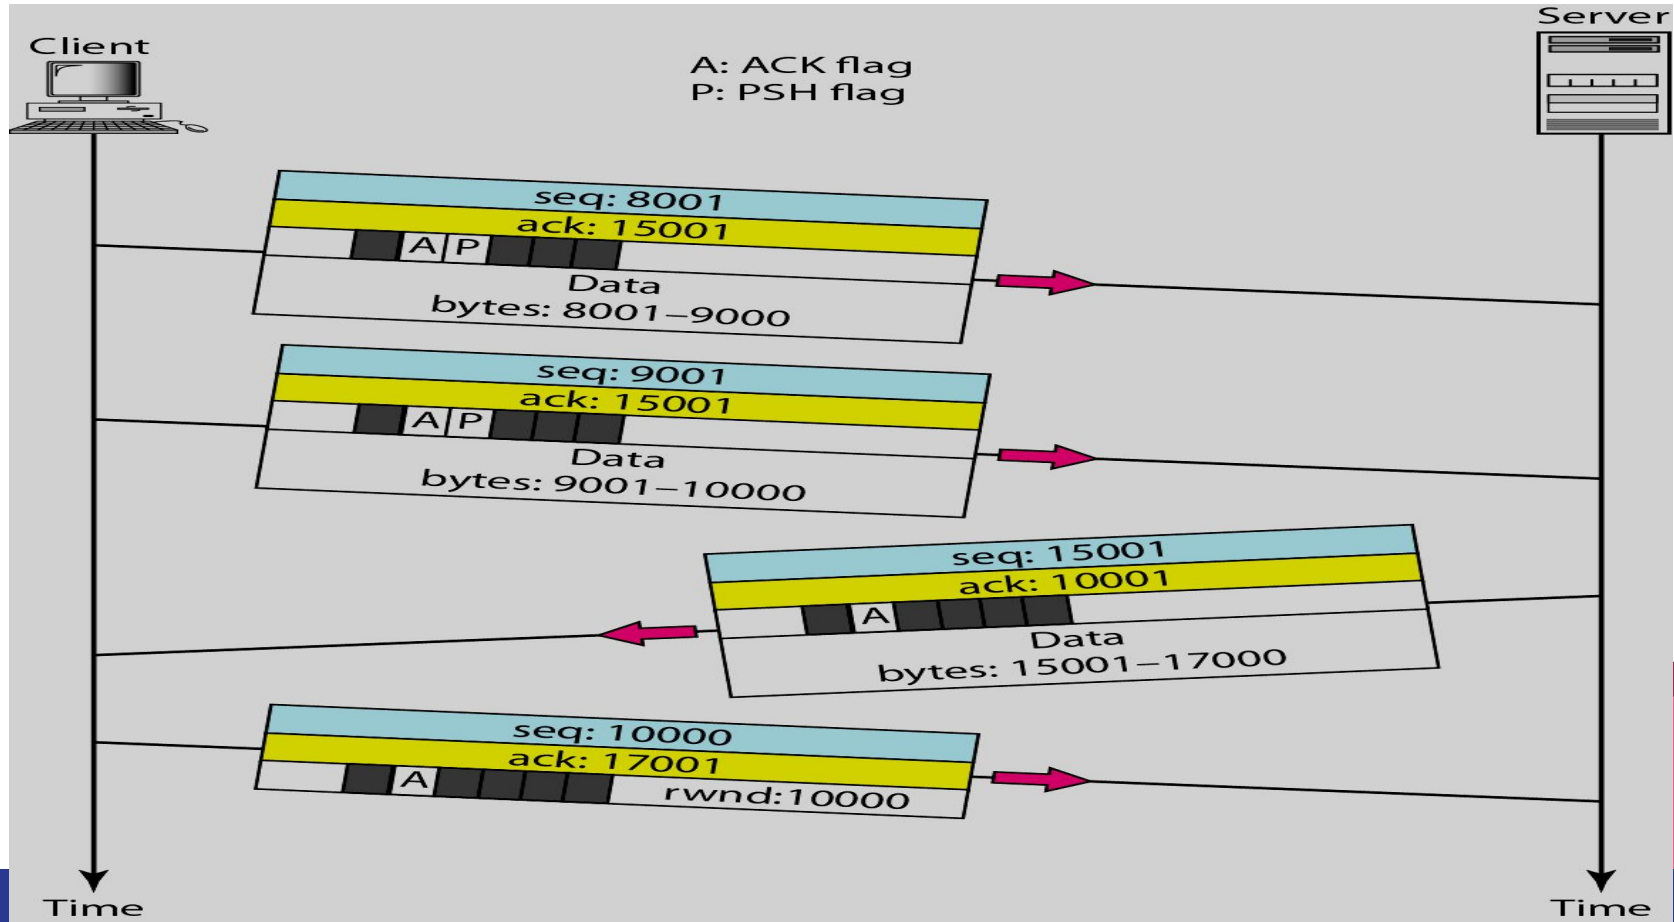 Client
Server
A: ACK flag
P: PSH flag
seq: 8001
ack: 15001
A P
Data
bytes: 8001–9000
seq: 9001
ack: 15001
A P
Data
bytes: 9001–10000
seq: 15001
ack: 10001
A
Data
bytes: 15001–17000
seq: 10000
ack: 17001
A
rwnd:10000
Time
Time